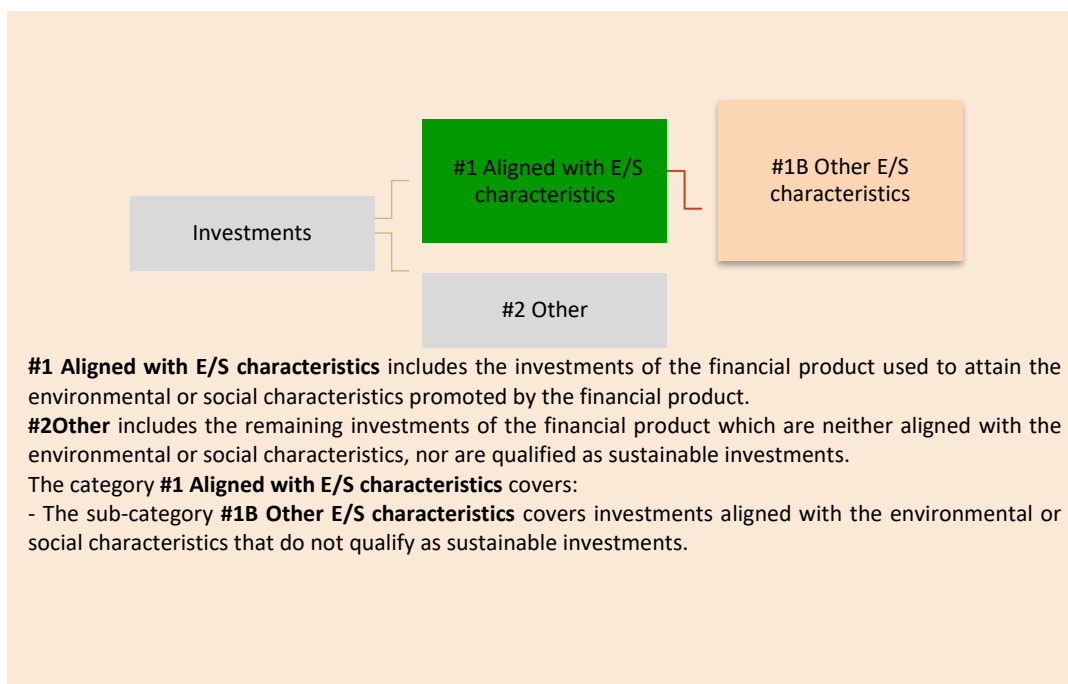 #1 Aligned with E/S
characteristics
#1B Other E/S
characteristics
Investments
#2 Other
#1 Aligned with E/S characteristics includes the investments of the financial product used to attain the
environmental or social characteristics promoted by the financial product.
#2Other includes the remaining investments of the financial product which are neither aligned with the
environmental or social characteristics, nor are qualified as sustainable investments.
The category #1 Aligned with E/S characteristics covers:
- The sub-category #1B Other E/S characteristics covers investments aligned with the environmental or
social characteristics that do not qualify as sustainable investments.